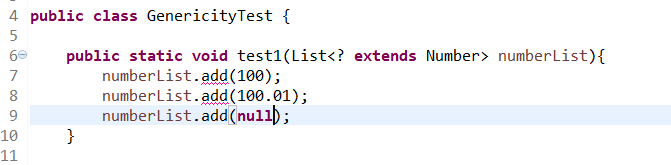 4 public class GenericityTest {
5
6 public static void test1(List<? extends Number> numberList){
7 numberList.add(100);
8 numberList.add(100.01);
9 numberList.add(null);
10 }
11